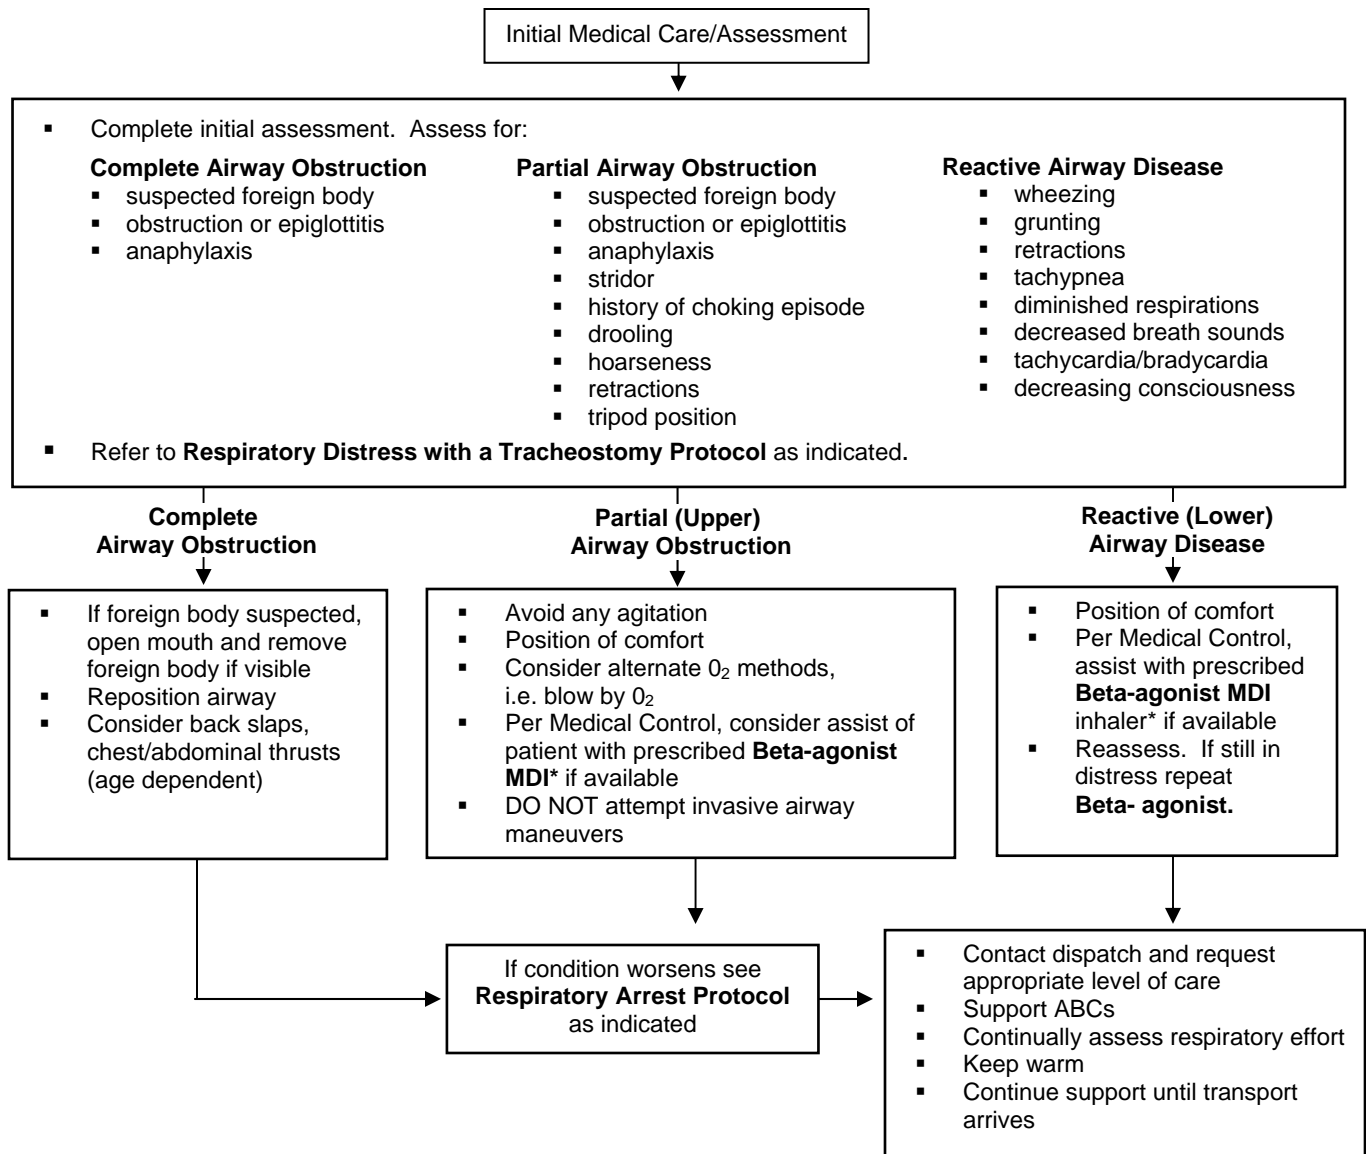 Initial Medical Care/Assessment
▪ Complete initial assessment.  Assess for:
Complete Airway Obstruction
▪ suspected foreign body
▪ obstruction or epiglottitis
▪ anaphylaxis
Partial Airway Obstruction
▪ suspected foreign body
▪ obstruction or epiglottitis
▪ anaphylaxis
▪ stridor
▪ history of choking episode
▪ drooling
▪ hoarseness
▪ retractions
▪ tripod position
Reactive Airway Disease
▪ wheezing
▪ grunting
▪ retractions
▪ tachypnea
▪ diminished respirations
▪ decreased breath sounds
▪ tachycardia/bradycardia
▪ decreasing consciousness
▪ Refer to Respiratory Distress with a Tracheostomy Protocol as indicated.
Complete
Airway Obstruction
▪ If foreign body suspected,
open mouth and remove
foreign body if visible
▪ Reposition airway
▪ Consider back slaps,
chest/abdominal thrusts
(age dependent)
Partial (Upper)
Airway Obstruction
▪ Avoid any agitation
▪ Position of comfort
▪ Consider alternate 0₂ methods,
i.e. blow by 0₂
▪ Per Medical Control, consider assist of
patient with prescribed Beta-agonist
MDI* if available
▪ DO NOT attempt invasive airway
maneuvers
Reactive (Lower)
Airway Disease
▪ Position of comfort
▪ Per Medical Control,
assist with prescribed
Beta-agonist MDI
inhaler* if available
▪ Reassess.  If still in
distress repeat
Beta- agonist.
If condition worsens see
Respiratory Arrest Protocol
as indicated
▪ Contact dispatch and request
appropriate level of care
▪ Support ABCs
▪ Continually assess respiratory effort
▪ Keep warm
▪ Continue support until transport
arrives